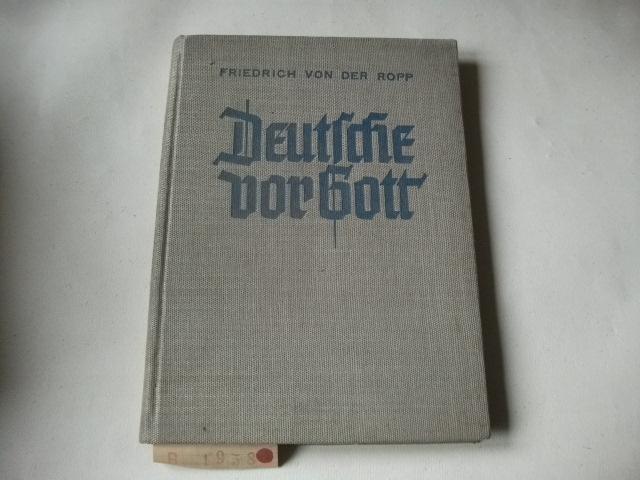 FRIEDRICH VON DER ROPP
Deutsche
vor Gott